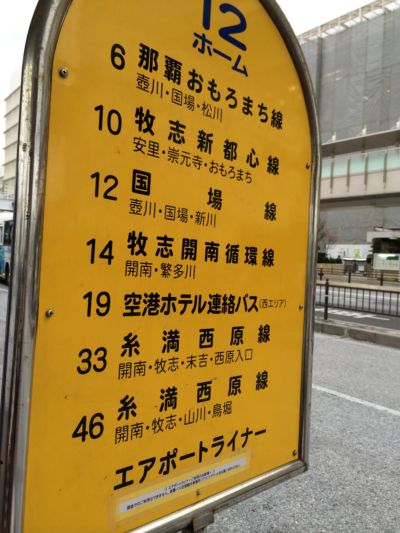 12
ホーム
6 那覇おもろまち線
壺川・国場・松川
10 牧志新都心線
安里・崇元寺・おもろまち
12 国場線
壺川・国場・新川
14 牧志開南循環線
開南・繁多川
19 空港ホテル連絡バス(西エリア)
33 糸満西原線
開南・牧志・末吉・西原入口
46 糸満西原線
開南・牧志・山川・鳥堀
エアポートライナー